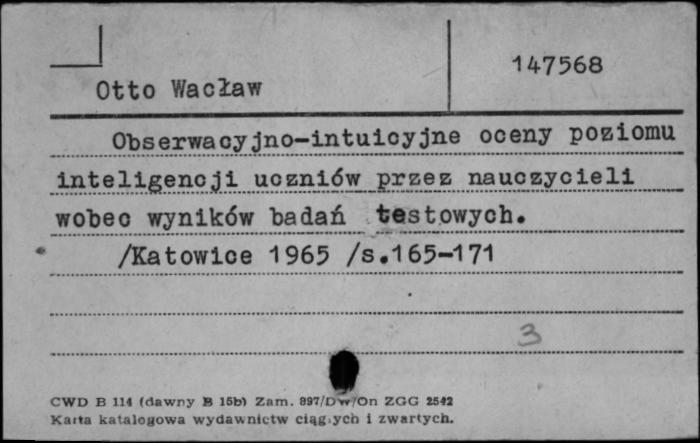 147568
Otto Wacław
Obserwacyjno-intuicyjne oceny poziomu
inteligencji uczniów przez nauczycieli
wobec wyników badań testowych.
/Katowice 1965 /s.165-171
3
CWD B 114 (dawny B 15b) Zam. 897/Dw/On ZGG 2542
Karta katalogowa wydawnictw ciągłych i zwartych.